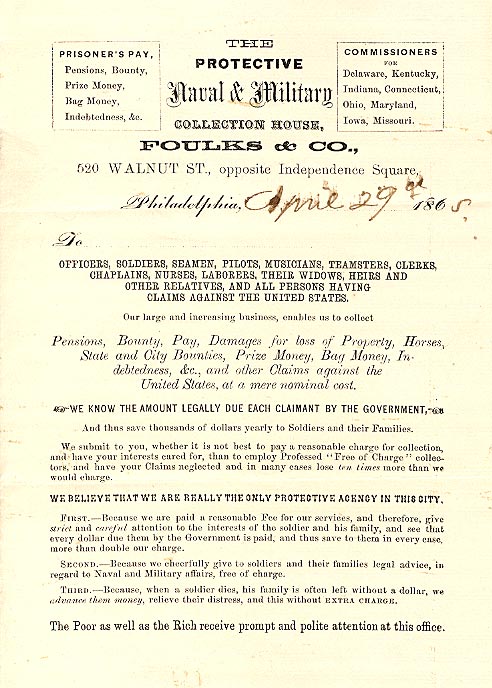 THE
PROTECTIVE
Naval & Military
COLLECTION HOUSE,
PRISONER'S PAY,
Pensions, Bounty,
Prize Money,
Bag Money,
Indebtedness, &c.
COMMISSIONERS
FOR
Delaware, Kentucky,
Indiana, Connecticut,
Ohio, Maryland,
Iowa, Missouri.
FOULKS & CO.,
520 WALNUT ST., opposite Independence Square,
Philadelphia, April 29th 1865.
To
OFFICERS, SOLDIERS, SEAMEN, PILOTS, MUSICIANS, TEAMSTERS, CLERKS,
CHAPLAINS, NURSES, LABORERS, THEIR WIDOWS, HEIRS AND
OTHER RELATIVES, AND ALL PERSONS HAVING
CLAIMS AGAINST THE UNITED STATES.
Our large and increasing business, enables us to collect
Pensions, Bounty, Pay, Damages for loss of Property, Horses,
State and City Bounties, Prize Money, Bag Money, In-
debtedness, &c., and other Claims against the
United States, at a mere nominal cost.
WE KNOW THE AMOUNT LEGALLY DUE EACH CLAIMANT BY THE GOVERNMENT,
And thus save thousands of dollars yearly to Soldiers and their Families.
We submit to you, whether it is not best to pay a reasonable charge for collection,
and have your interests cared for, than to employ Professed "Free of Charge" collec-
tors, and have your Claims neglected and in many cases lose ten times more than we
would charge.
WE BELIEVE THAT WE ARE REALLY THE ONLY PROTECTIVE AGENCY IN THIS CITY.
FIRST.—Because we are paid a reasonable Fee for our services, and therefore, give
strict and careful attention to the interests of the soldier and his family, and see that
every dollar due them by the Government is paid, and thus save to them in every case,
more than double our charge.
SECOND.—Because we cheerfully give to soldiers and their families legal advice, in
regard to Naval and Military affairs, free of charge.
THIRD.—Because, when a soldier dies, his family is often left without a dollar, we
advance them money, relieve their distress, and this without EXTRA CHARGE.
The Poor as well as the Rich receive prompt and polite attention at this office.